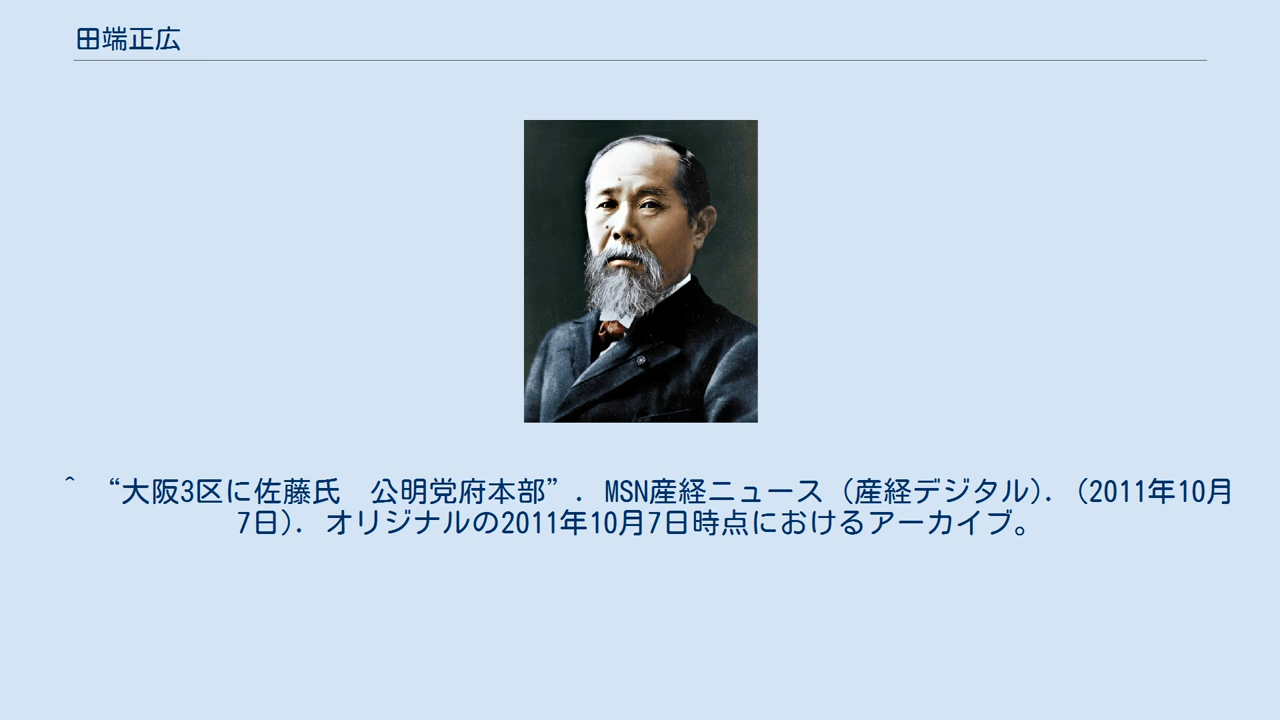 田端正広
^ “大阪3区に佐藤氏　公明党府本部”. MSN産経ニュース (産経デジタル). (2011年10月
7日). オリジナルの2011年10月7日時点におけるアーカイブ。